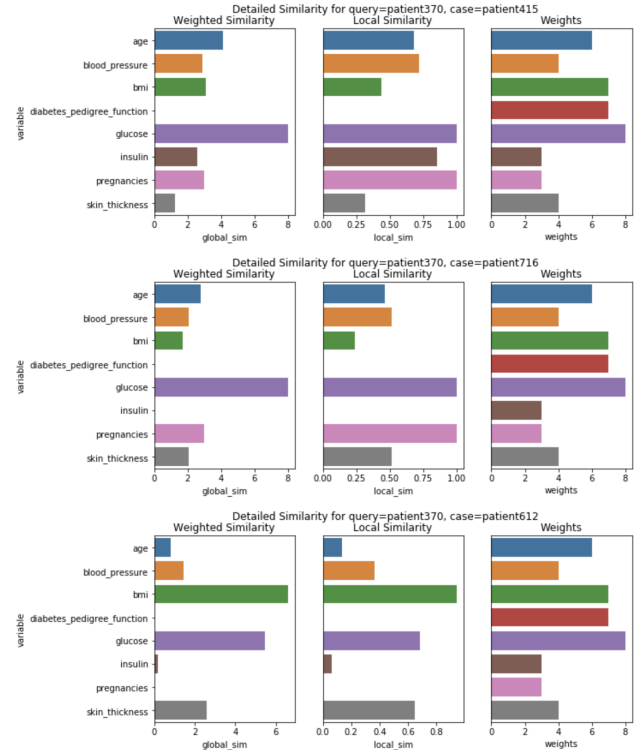 Detailed Similarity for query=patient370, case=patient415
Weighted Similarity Local Similarity Weights
variable
age
blood_pressure
bmi
diabetes_pedigree_function
glucose
insulin
pregnancies
skin_thickness
0 2 4 6 8 0.00 0.25 0.50 0.75 1.00 0 2 4 6 8
global_sim local_sim weights
Detailed Similarity for query=patient370, case=patient716
Weighted Similarity Local Similarity Weights
variable
age
blood_pressure
bmi
diabetes_pedigree_function
glucose
insulin
pregnancies
skin_thickness
0 2 4 6 8 0.00 0.25 0.50 0.75 1.00 0 2 4 6 8
global_sim local_sim weights
Detailed Similarity for query=patient370, case=patient612
Weighted Similarity Local Similarity Weights
variable
age
blood_pressure
bmi
diabetes_pedigree_function
glucose
insulin
pregnancies
skin_thickness
0 2 4 6 0.0 0.2 0.4 0.6 0.8 0 2 4 6 8
global_sim local_sim weights